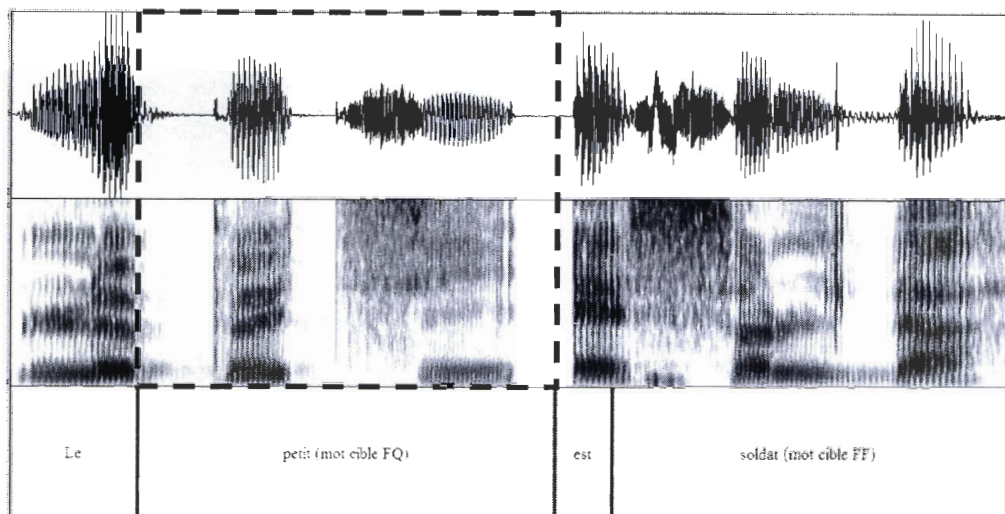 Le
petit (mot cible FQ)
est
soldat (mot cible FF)